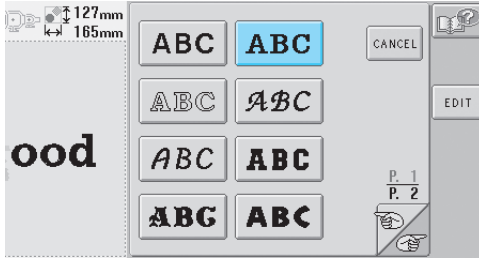 127mm
165mm
ABC ABC
CANCEL
ABC ABC
EDIT
ood
ABC ABC
P. 1
P. 2
ABC ABC